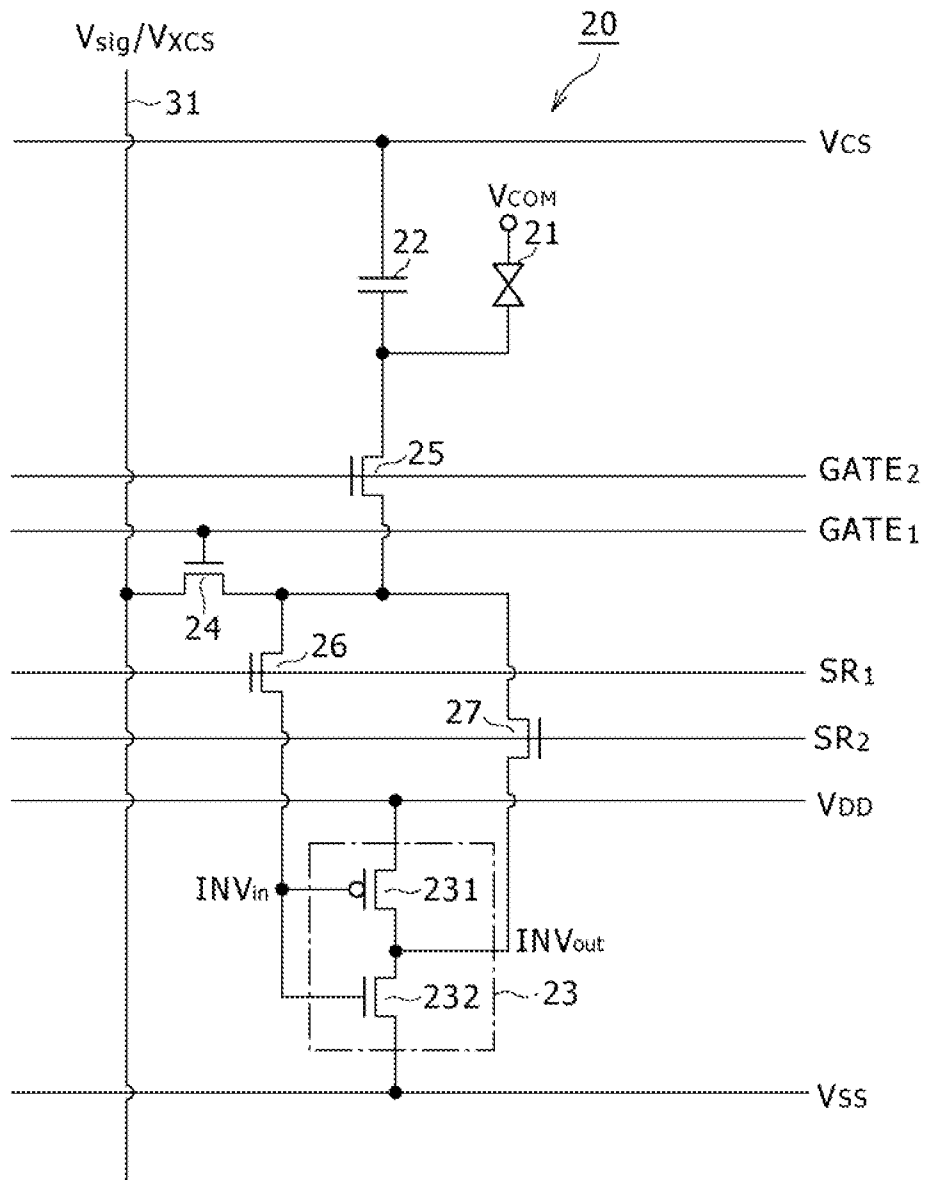 Vsig/VXCS
20
31
VCS
VCOM
22
21
25
GATE2
GATE1
24
26
SR1
27
SR2
VDD
INVin
231
INVout
232
23
VSS